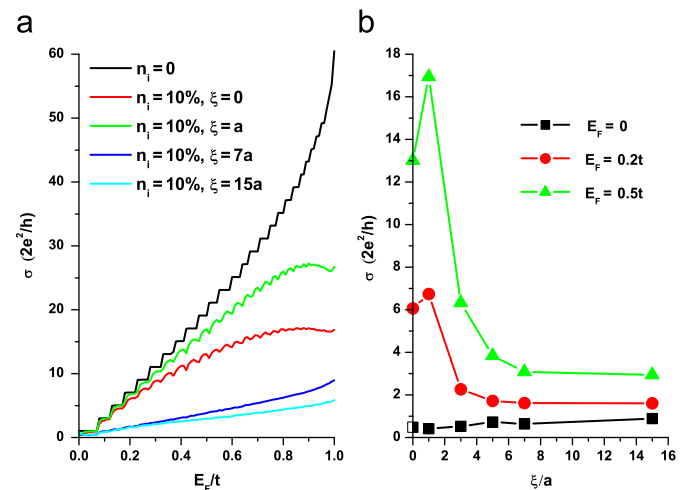 a
b
60
50
40
30
20
10
0
σ (2e²/h)
n_i = 0
n_i = 10%, ξ = 0
n_i = 10%, ξ = a
n_i = 10%, ξ = 7a
n_i = 10%, ξ = 15a
0.0 0.2 0.4 0.6 0.8 1.0
E_F/t
18
16
14
12
10
8
6
4
2
0
σ (2e²/h)
E_F = 0
E_F = 0.2t
E_F = 0.5t
0 2 4 6 8 10 12 14 16
ξ/a